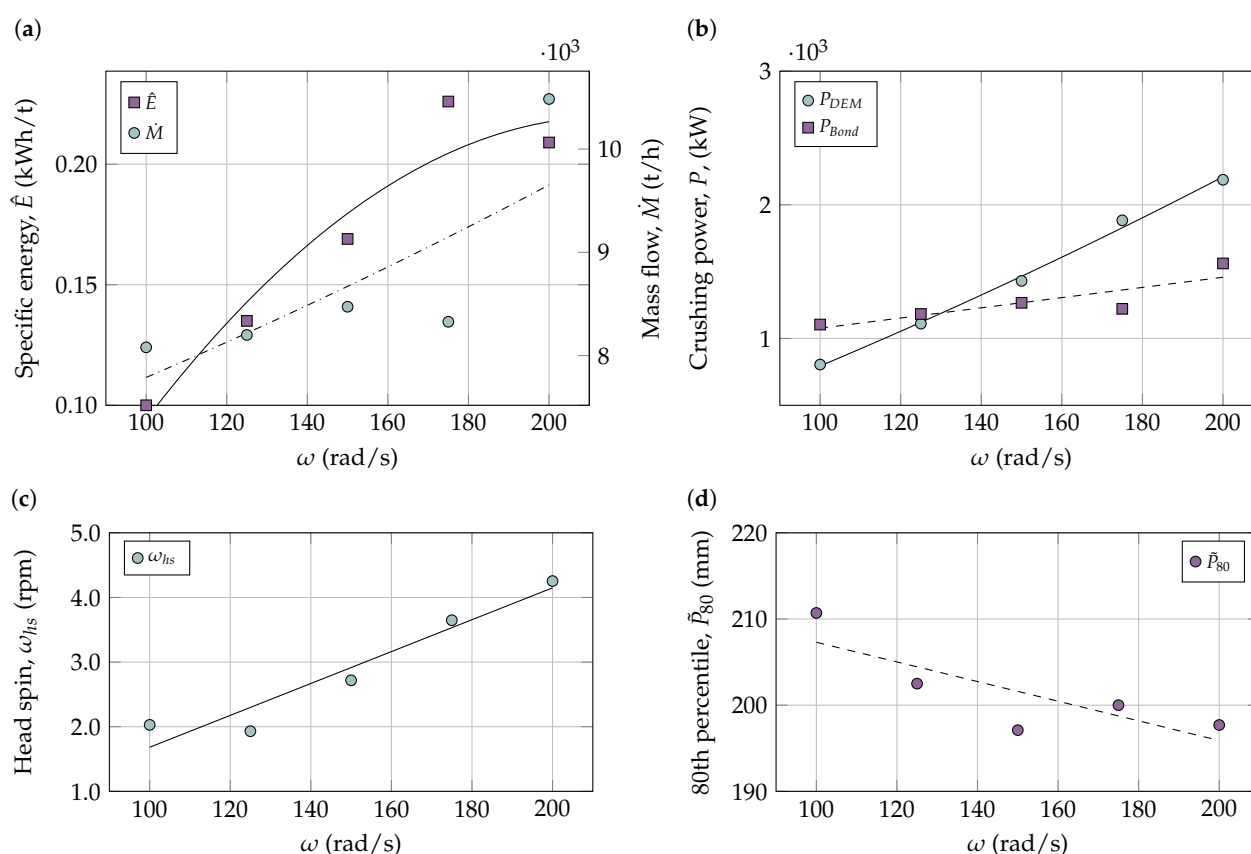 (a)
·10³
Ê
Ṁ
0.20
0.15
0.10
10
9
8
100 120 140 160 180 200
Specific energy, Ê (kWh/t)
Mass flow, Ṁ (t/h)
ω (rad/s)
(b)
·10³
P_DEM
P_Bond
3
2
1
0
100 120 140 160 180 200
Crushing power, P, (kW)
ω (rad/s)
(c)
ω_hs
5.0
4.0
3.0
2.0
1.0
100 120 140 160 180 200
Head spin, ω_hs (rpm)
ω (rad/s)
(d)
P̃₈₀
220
210
200
190
100 120 140 160 180 200
80th percentile, P̃₈₀ (mm)
ω (rad/s)